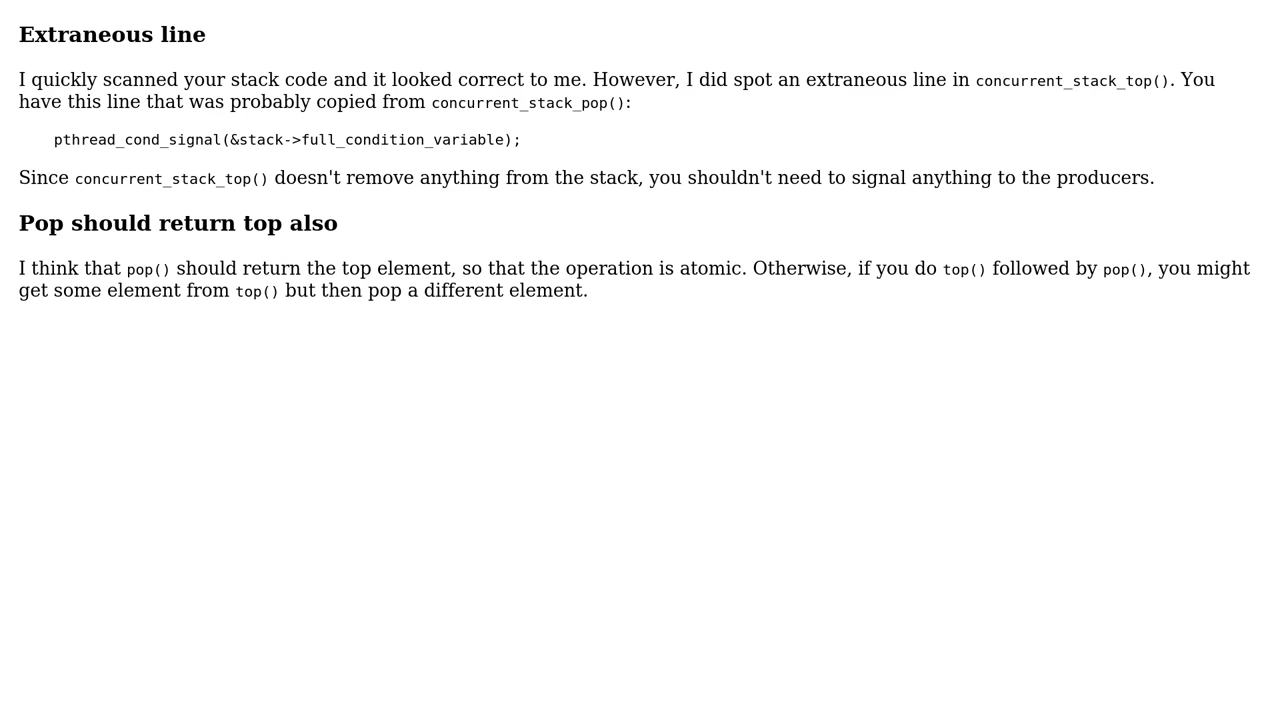 Extraneous line
I quickly scanned your stack code and it looked correct to me. However, I did spot an extraneous line in concurrent_stack_top(). You
have this line that was probably copied from concurrent_stack_pop():
pthread_cond_signal(&stack->full_condition_variable);
Since concurrent_stack_top() doesn't remove anything from the stack, you shouldn't need to signal anything to the producers.
Pop should return top also
I think that pop() should return the top element, so that the operation is atomic. Otherwise, if you do top() followed by pop(), you might
get some element from top() but then pop a different element.